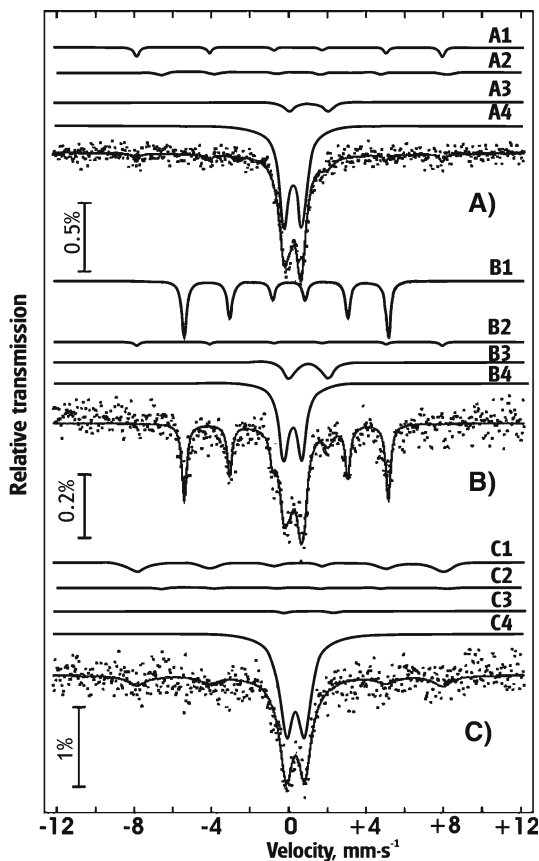 A1
A2
A3
A4
A)
0.5%
B1
B2
B3
B4
B)
0.2%
C1
C2
C3
C4
C)
1%
Relative transmission
-12 -8 -4 0 +4 +8 +12
Velocity, mm·s⁻¹